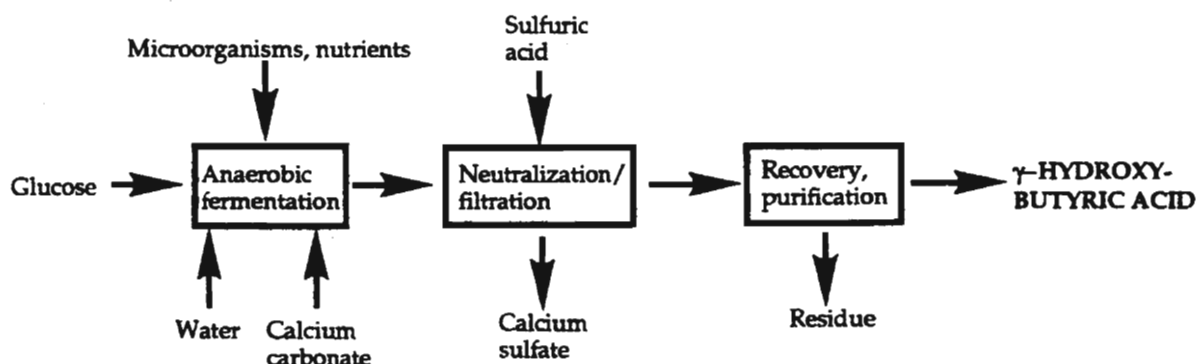 Sulfuric
acid
Microorganisms, nutrients
Glucose
Anaerobic
fermentation
Neutralization/
filtration
Recovery,
purification
γ-HYDROXY-
BUTYRIC ACID
Water
Calcium
carbonate
Calcium
sulfate
Residue